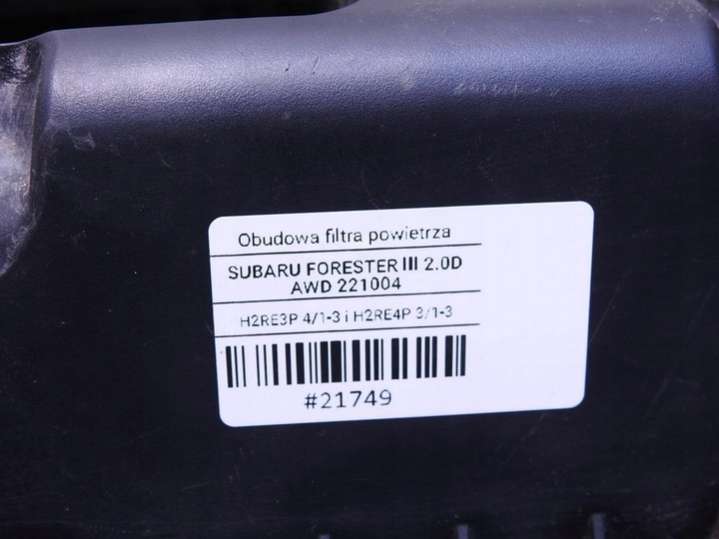 Obudowa filtra powietrza
SUBARU FORESTER III 2.0D
AWD 221004
H2RE3P 4/1-3 i H2RE4P 3/1-3
#21749